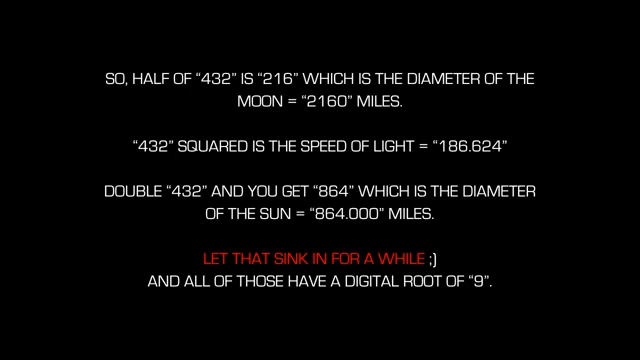 SO, HALF OF “432” IS “216” WHICH IS THE DIAMETER OF THE
MOON = “2160” MILES.
“432” SQUARED IS THE SPEED OF LIGHT = “186.624”
DOUBLE “432” AND YOU GET “864” WHICH IS THE DIAMETER
OF THE SUN = “864.000” MILES.
LET THAT SINK IN FOR A WHILE ;)
AND ALL OF THOSE HAVE A DIGITAL ROOT OF “9”.